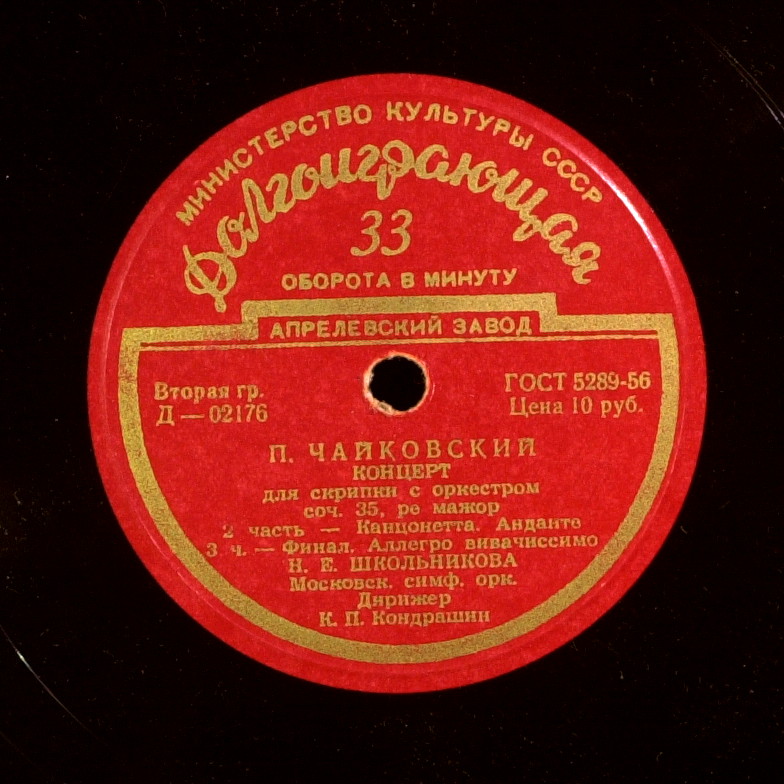 МИНИСТЕРСТВО КУЛЬТУРЫ СССР
Долгоиграющая
33
ОБОРОТА В МИНУТУ
АПРЕЛЕВСКИЙ ЗАВОД
Вторая гр.
Д — 02176
ГОСТ 5289-56
Цена 10 руб.
П. ЧАЙКОВСКИЙ
КОНЦЕРТ
для скрипки с оркестром
соч. 35, ре мажор
2 часть — Канцонетта. Анданте
3 ч. — Финал. Аллегро вивачиссимо
Н. Е. ШКОЛЬНИКОВА
Московск. симф. орк.
Дирижер
К. П. Кондрашин